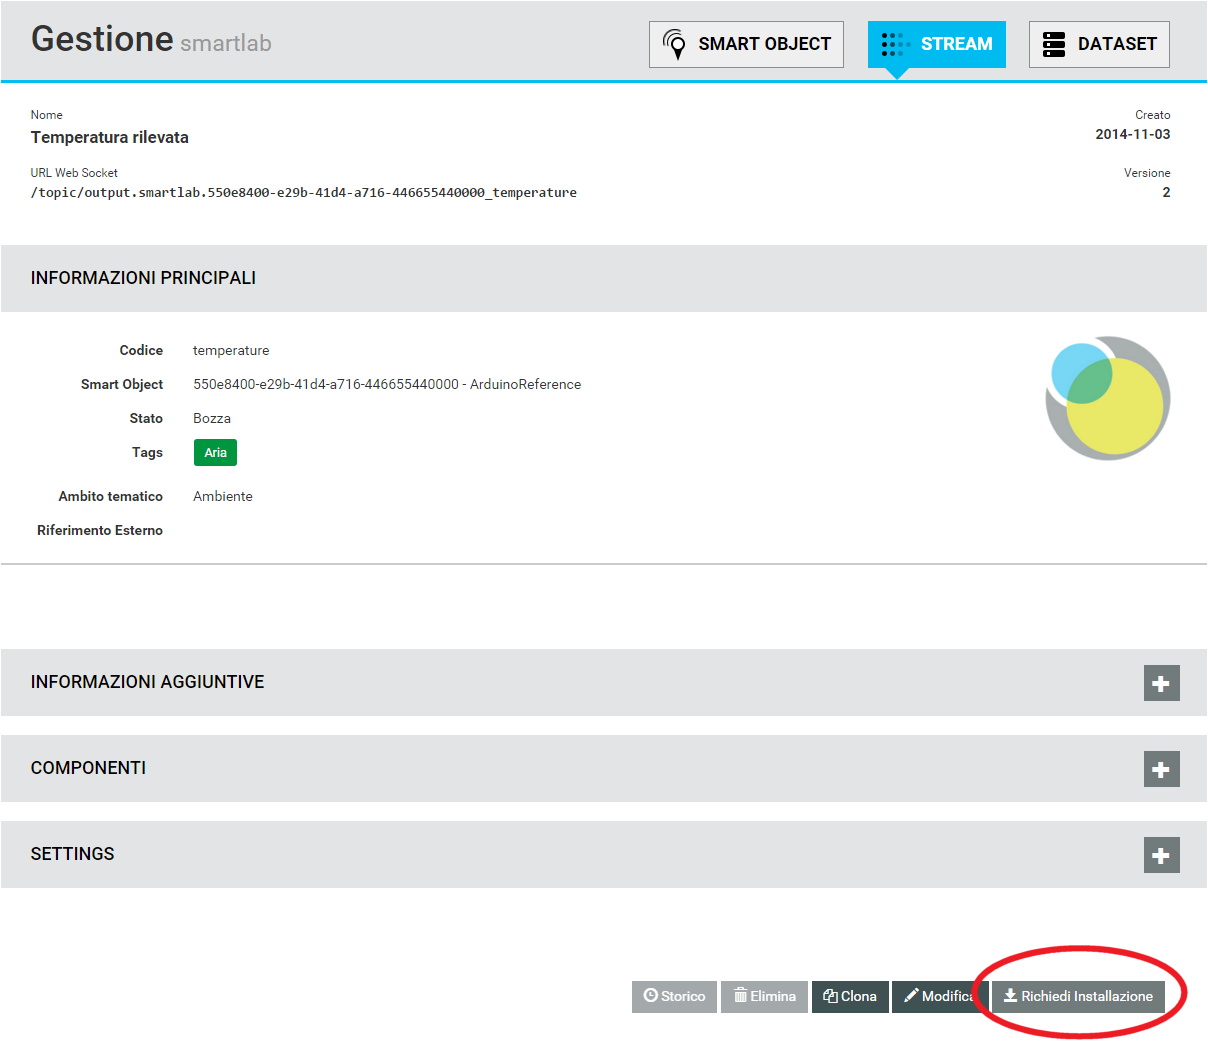 Gestione smartlab
SMART OBJECT
STREAM
DATASET
Nome
Creato
Temperatura rilevata
2014-11-03
URL Web Socket
Versione
/topic/output.smartlab.550e8400-e29b-41d4-a716-446655440000_temperature
2
INFORMAZIONI PRINCIPALI
Codice temperature
Smart Object 550e8400-e29b-41d4-a716-446655440000 - ArduinoReference
Stato Bozza
Tags Aria
Ambito tematico Ambiente
Riferimento Esterno
INFORMAZIONI AGGIUNTIVE
COMPONENTI
SETTINGS
Storico
Elimina
Clona
Modifica
Richiedi Installazione